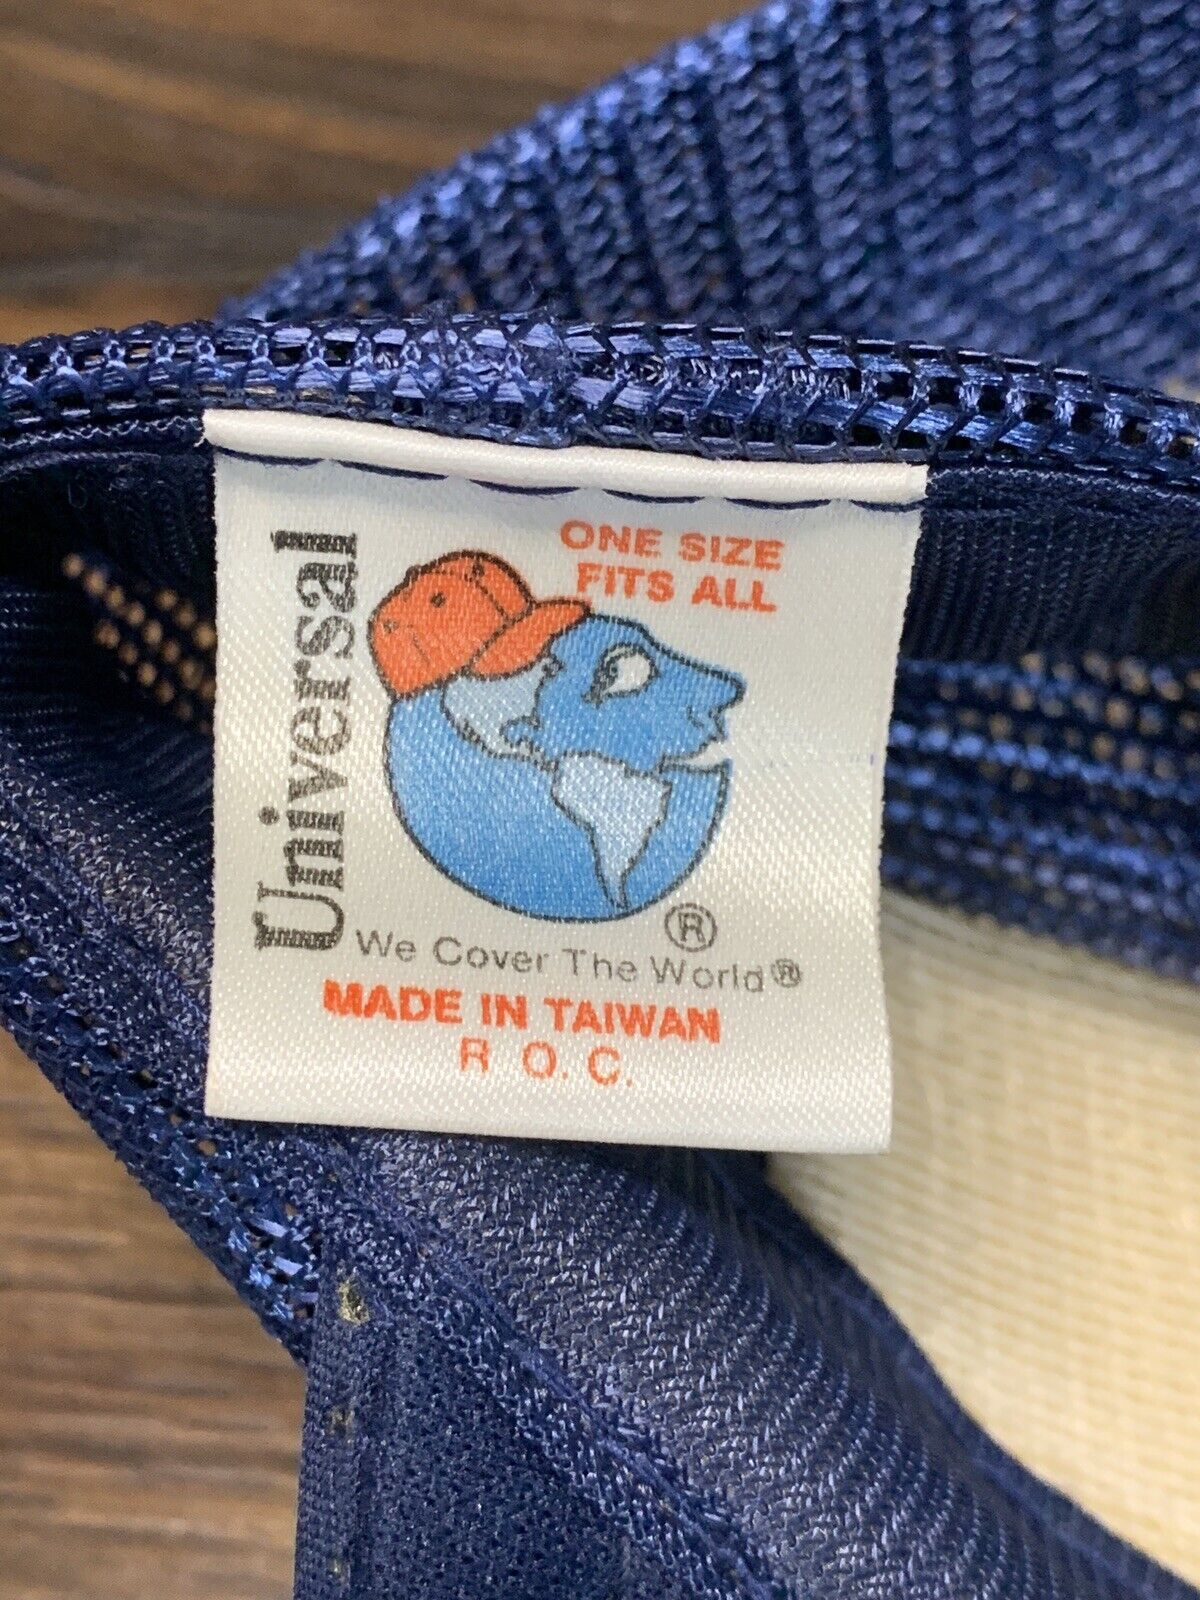 ONE SIZE
FITS ALL
Universal
®
We Cover The World®
MADE IN TAIWAN
R O. C.